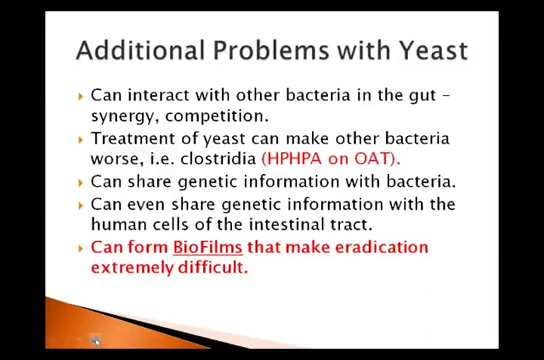 Additional Problems with Yeast
Can interact with other bacteria in the gut –
synergy, competition.
Treatment of yeast can make other bacteria
worse, i.e. clostridia (HPHPA on OAT).
Can share genetic information with bacteria.
Can even share genetic information with the
human cells of the intestinal tract.
Can form BioFilms that make eradication
extremely difficult.